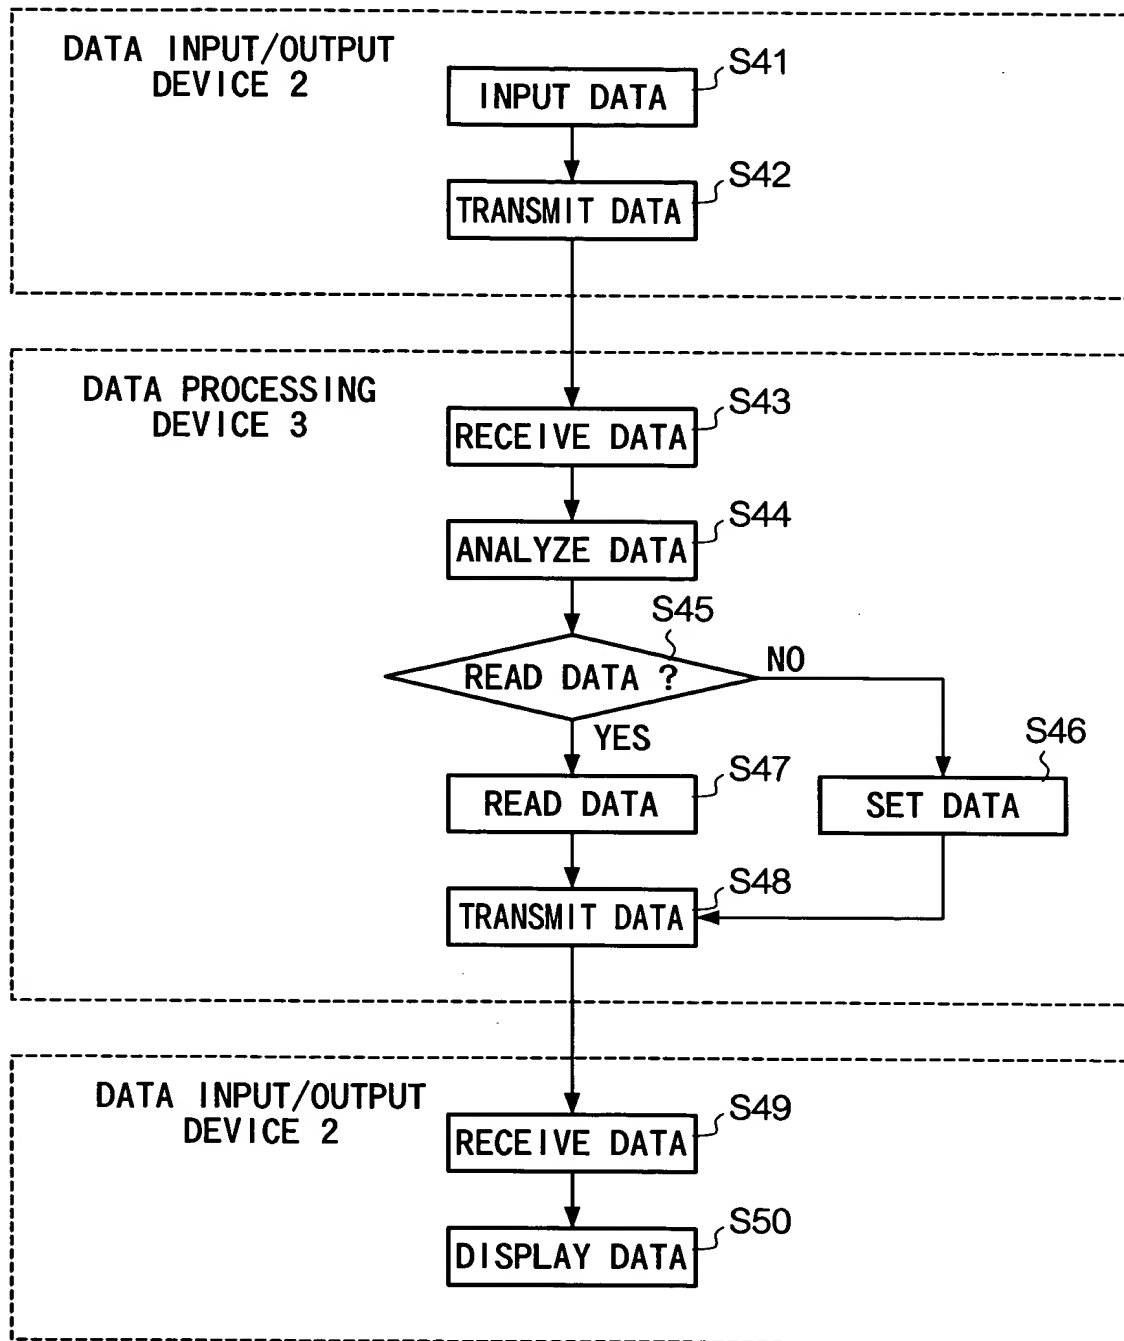 DATA INPUT/OUTPUT
DEVICE 2
S41
INPUT DATA
S42
TRANSMIT DATA
DATA PROCESSING
DEVICE 3
S43
RECEIVE DATA
S44
ANALYZE DATA
S45
READ DATA ?
NO
YES
S46
S47
READ DATA
SET DATA
S48
TRANSMIT DATA
DATA INPUT/OUTPUT
DEVICE 2
S49
RECEIVE DATA
S50
DISPLAY DATA